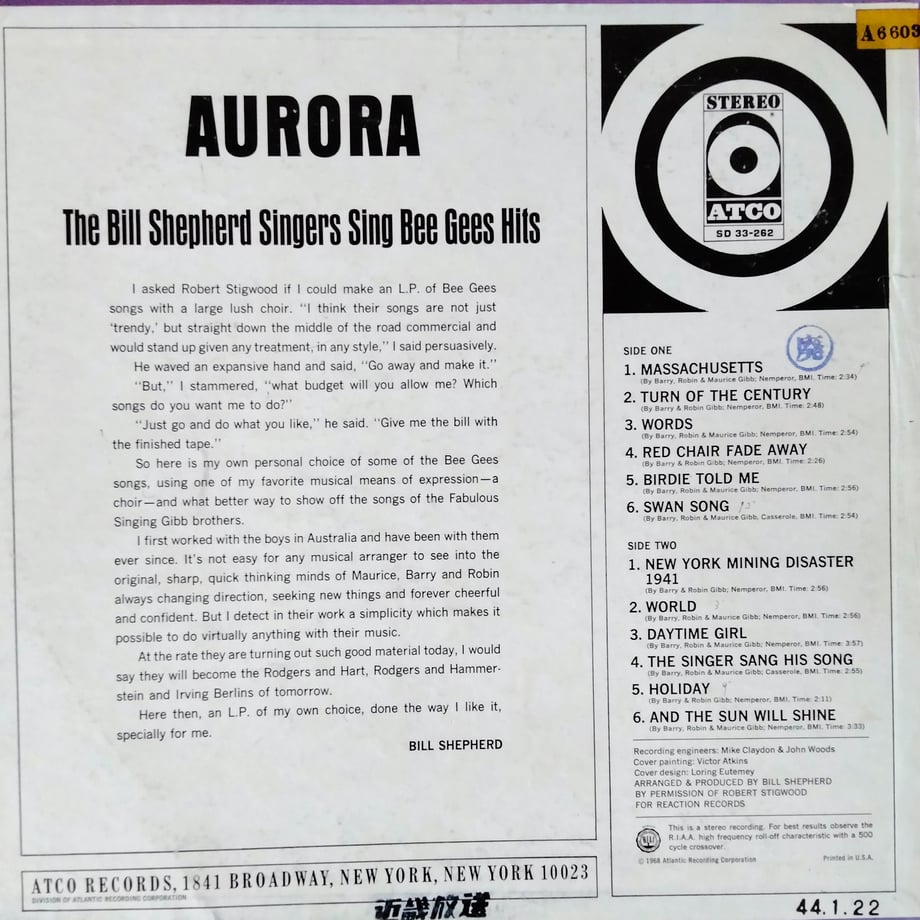 AURORA
The Bill Shepherd Singers Sing Bee Gees Hits
I asked Robert Stigwood if I could make an L.P. of Bee Gees
songs with a large lush choir. "I think their songs are not just
'trendy,' but straight down the middle of the road commercial and
would stand up given any treatment, in any style," I said persuasively.
He waved an expansive hand and said, "Go away and make it."
"But," I stammered, "what budget will you allow me? Which
songs do you want me to do?"
"Just go and do what you like," he said. "Give me the bill with
the finished tape."
So here is my own personal choice of some of the Bee Gees
songs, using one of my favorite musical means of expression—a
choir—and what better way to show off the songs of the Fabulous
Singing Gibb brothers.
I first worked with the boys in Australia and have been with them
ever since. It's not easy for any musical arranger to see into the
original, sharp, quick thinking minds of Maurice, Barry and Robin
always changing direction, seeking new things and forever cheerful
and confident. But I detect in their work a simplicity which makes it
possible to do virtually anything with their music.
At the rate they are turning out such good material today, I would
say they will become the Rodgers and Hart, Rodgers and Hammer-
stein and Irving Berlins of tomorrow.
Here then, an L.P. of my own choice, done the way I like it,
specially for me.
BILL SHEPHERD
ATCO RECORDS, 1841 BROADWAY, NEW YORK, NEW YORK 10023
DIVISION OF ATLANTIC RECORDING CORPORATION
近畿放送
A6603
STEREO
ATCO
SD 33-262
SIDE ONE
1. MASSACHUSETTS
(By Barry, Robin & Maurice Gibb; Nemperor, BMI. Time: 2:34)
2. TURN OF THE CENTURY
(By Barry & Robin Gibb; Nemperor, BMI. Time: 2:48)
3. WORDS
(By Barry, Robin & Maurice Gibb; Nemperor, BMI. Time: 2:54)
4. RED CHAIR FADE AWAY
(By Barry & Robin Gibb; Nemperor, BMI. Time: 2:26)
5. BIRDIE TOLD ME
(By Barry, Robin & Maurice Gibb; Nemperor, BMI. Time: 2:56)
6. SWAN SONG
(By Barry, Robin & Maurice Gibb, Casserole, BMI. Time: 2:54)
SIDE TWO
1. NEW YORK MINING DISASTER
1941
(By Barry & Robin Gibb; Nemperor, BMI. Time: 2:56)
2. WORLD
(By Barry, Robin & Maurice Gibb; Nemperor, BMI. Time: 2:56)
3. DAYTIME GIRL
(By Barry, Robin & Maurice Gibb; Nemperor, BMI. Time: 3:57)
4. THE SINGER SANG HIS SONG
(By Barry, Robin & Maurice Gibb; Casserole, BMI. Time: 2:55)
5. HOLIDAY
(By Barry & Robin Gibb; Nemperor, BMI. Time: 2:11)
6. AND THE SUN WILL SHINE
(By Barry, Robin & Maurice Gibb; Nemperor, BMI. Time: 3:33)
Recording engineers: Mike Claydon & John Woods
Cover painting: Victor Atkins
Cover design: Loring Eutemey
ARRANGED & PRODUCED BY BILL SHEPHERD
BY PERMISSION OF ROBERT STIGWOOD
FOR REACTION RECORDS
This is a stereo recording. For best results observe the
R.I.A.A. high frequency roll-off characteristic with a 500
cycle crossover.
© 1968 Atlantic Recording Corporation Printed in U.S.A.
44.1.22